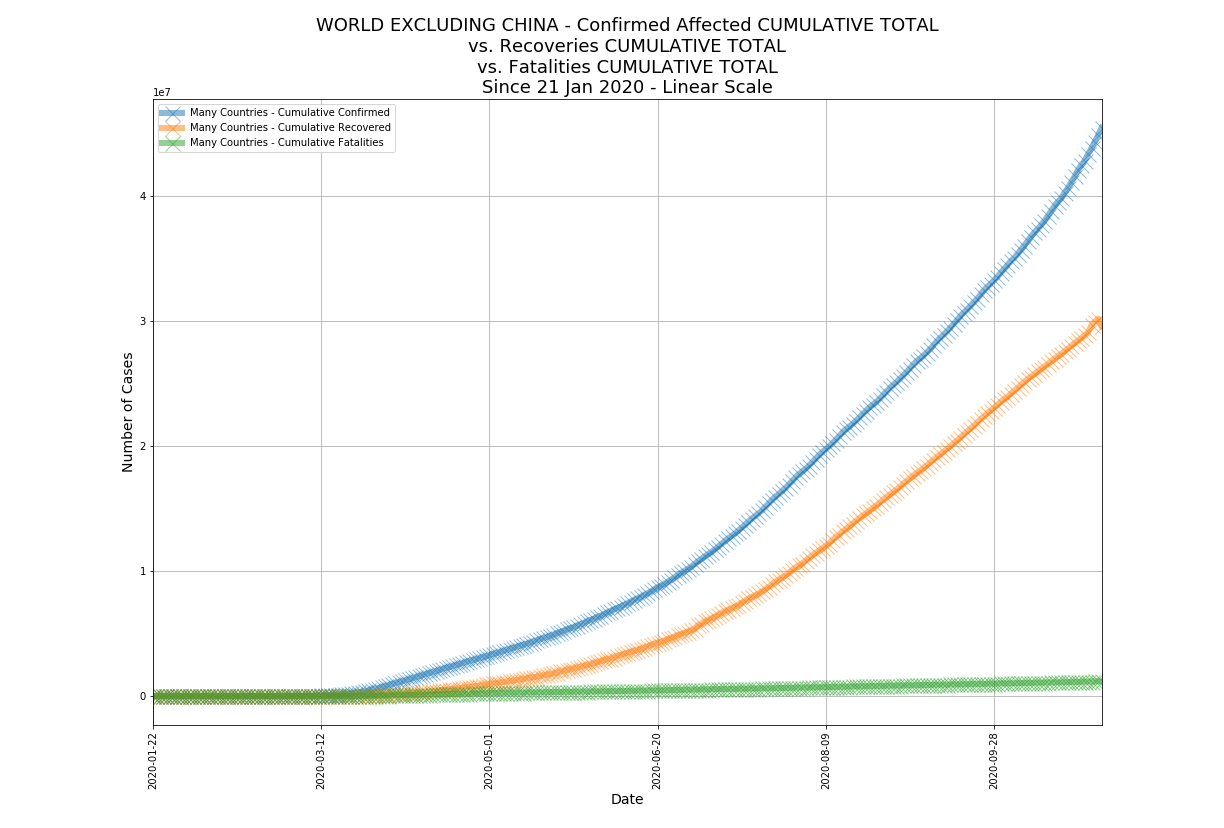 WORLD EXCLUDING CHINA - Confirmed Affected CUMULATIVE TOTAL
vs. Recoveries CUMULATIVE TOTAL
vs. Fatalities CUMULATIVE TOTAL
Since 21 Jan 2020 - Linear Scale
1e7
Many Countries - Cumulative Confirmed
Many Countries - Cumulative Recovered
Many Countries - Cumulative Fatalities
4
3
2
1
0
Number of Cases
2020-01-22
2020-03-12
2020-05-01
2020-06-20
2020-08-09
2020-09-28
Date